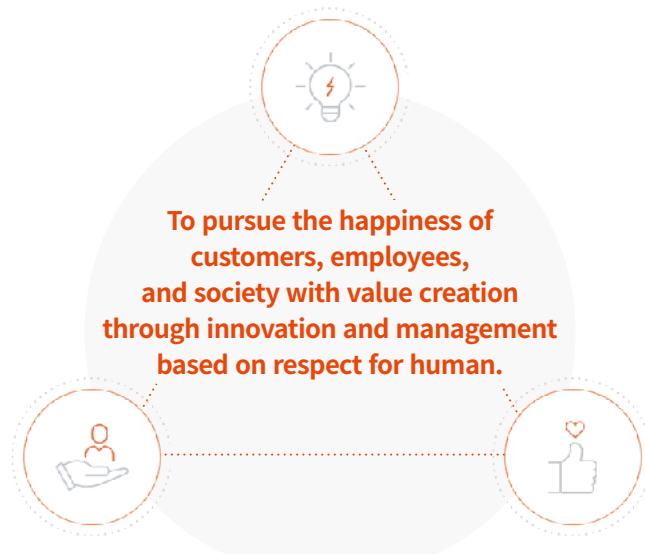 To pursue the happiness of
customers, employees,
and society with value creation
through innovation and management
based on respect for human.